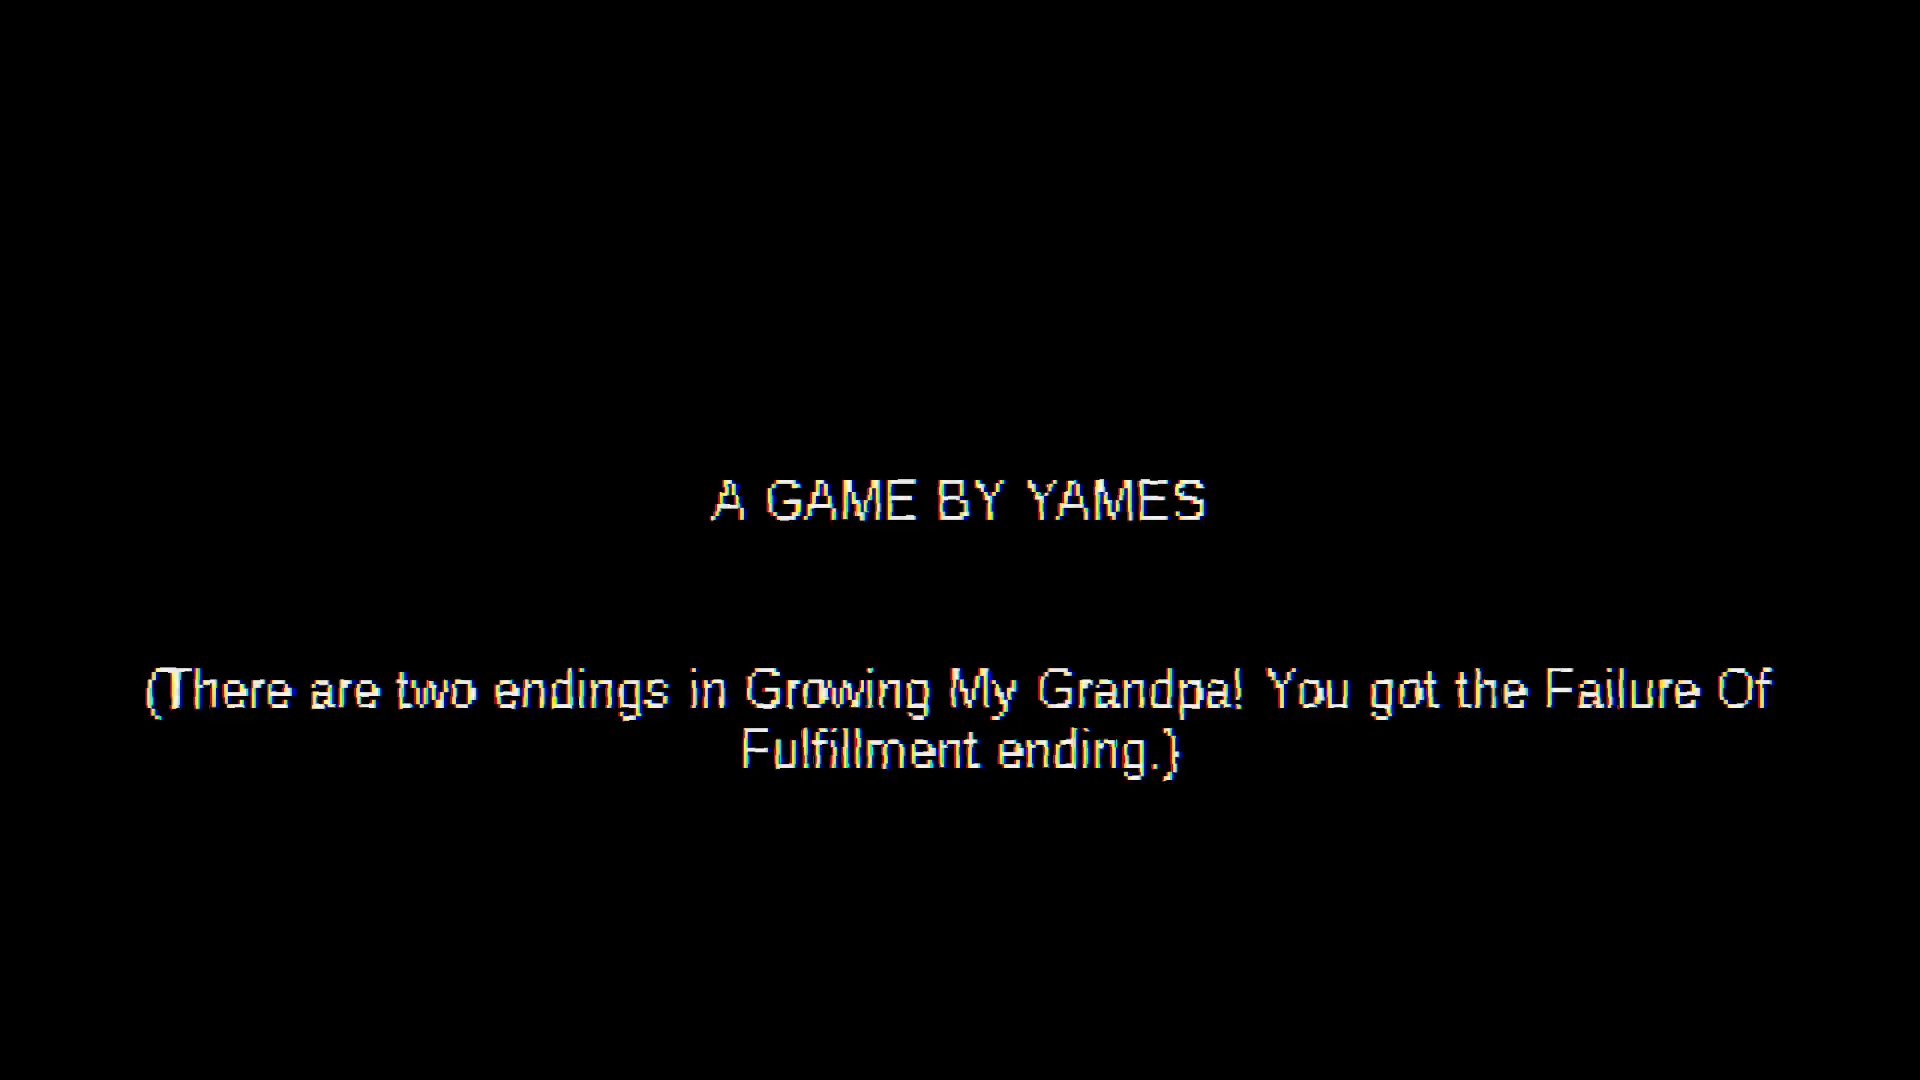 A GAME BY YAMES
(There are two endings in Growing My Grandpa! You got the Failure Of
Fulfillment ending.}